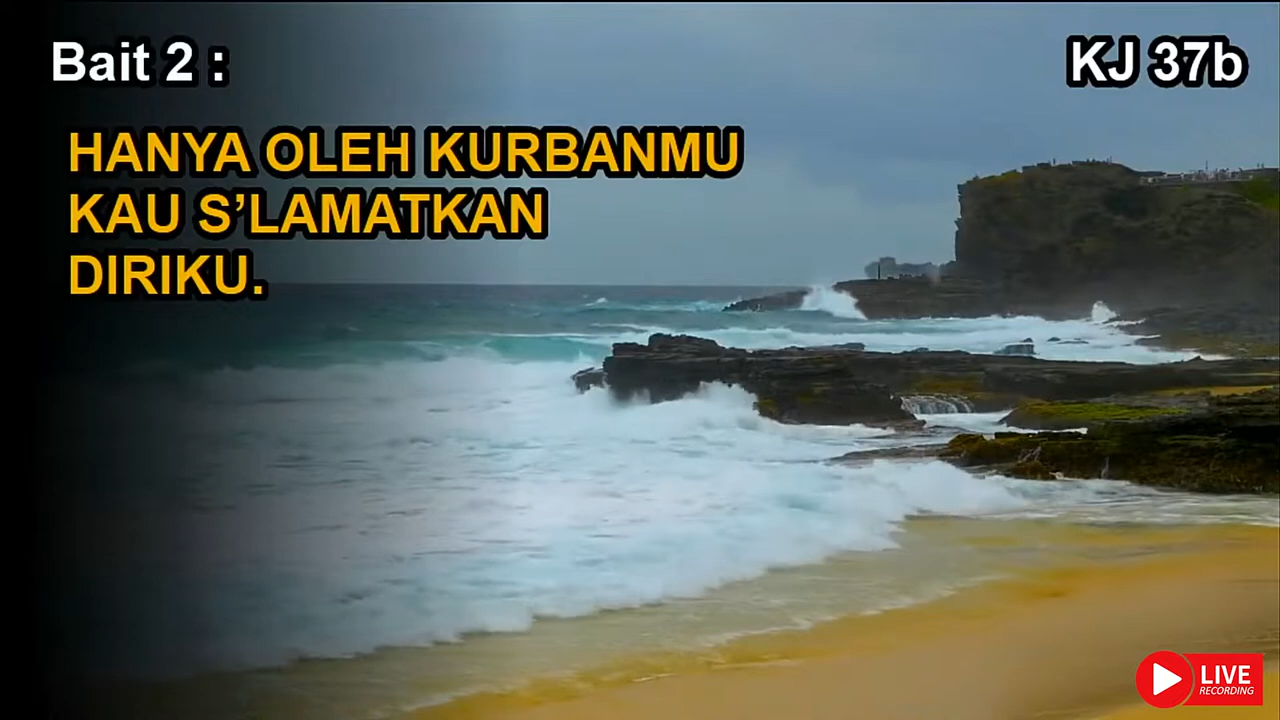 Bait 2 :
KJ 37b
HANYA OLEH KURBANMU
KAU S’LAMATKAN
DIRIKU.
LIVE
RECORDING